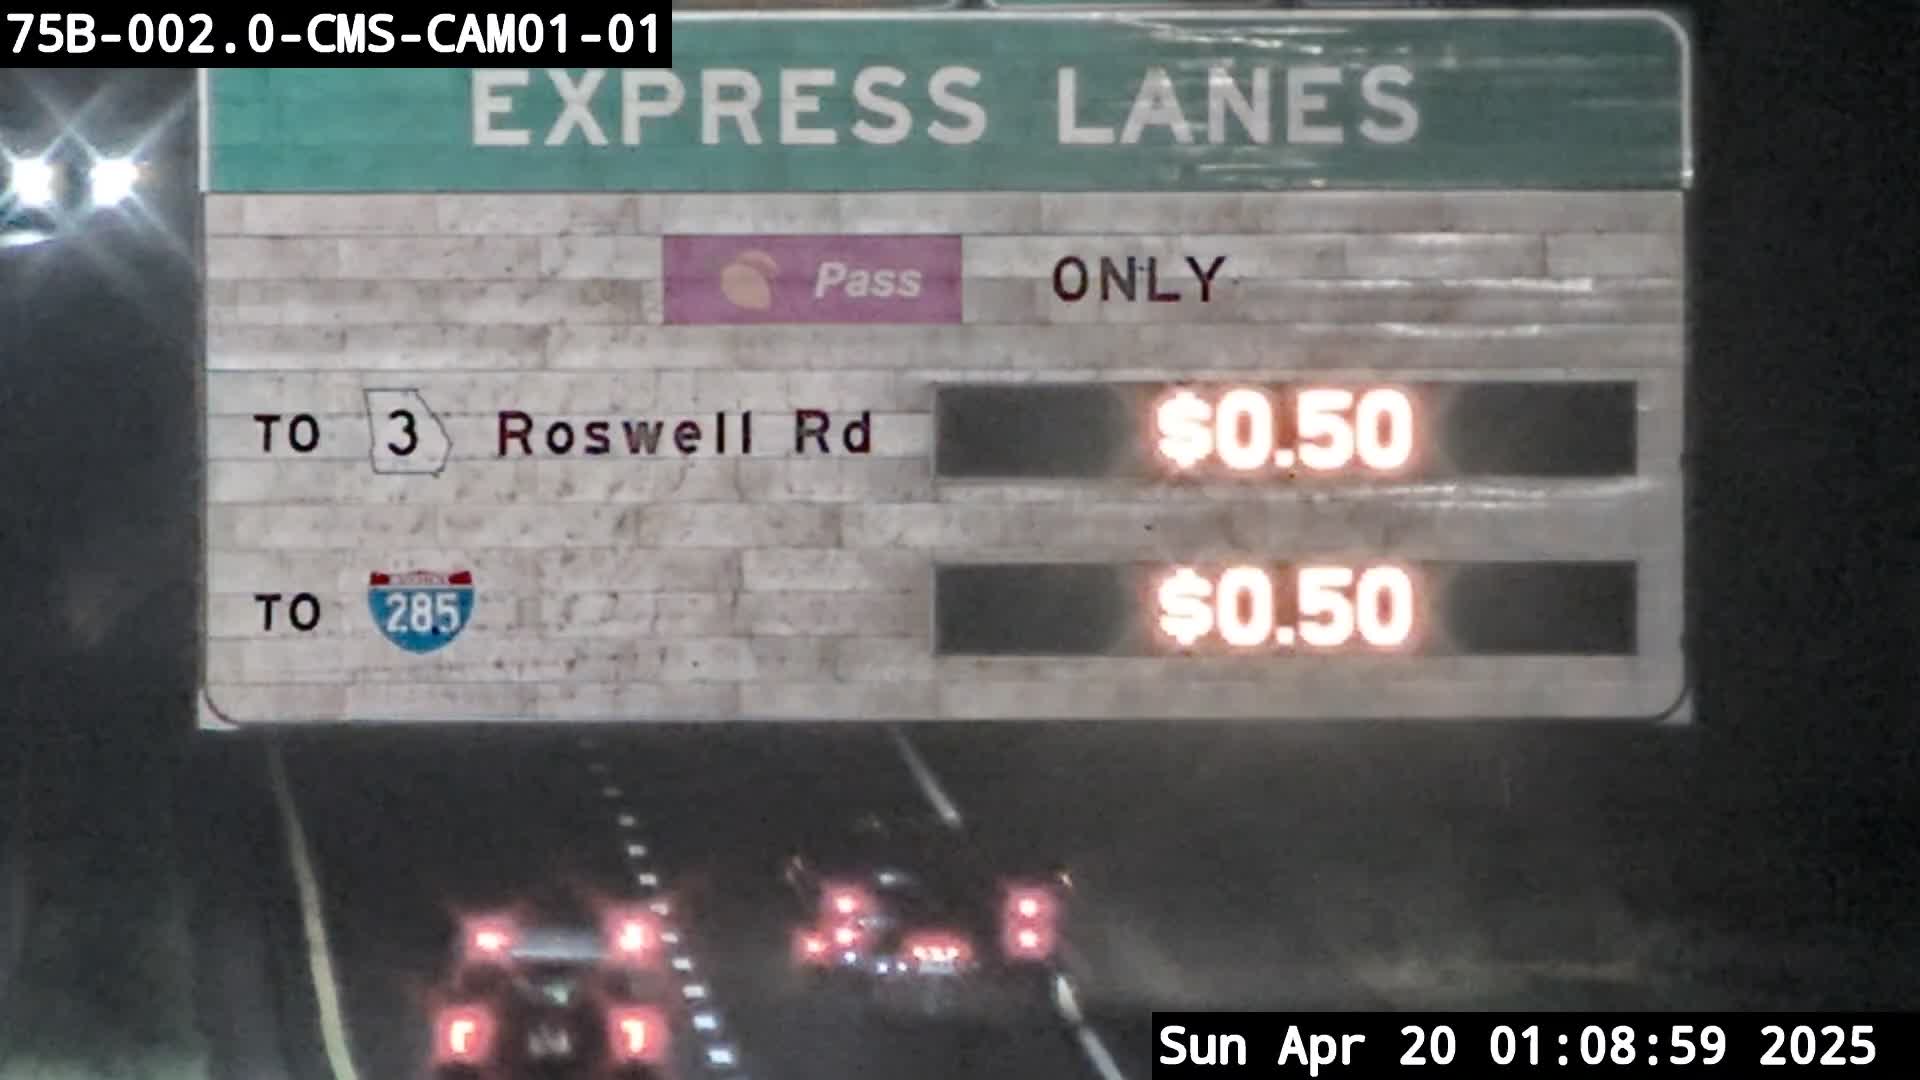 75B-002.0-CMS-CAM01-01
EXPRESS LANES
Pass ONLY
TO 3 Roswell Rd $0.50
TO 285 $0.50
Sun Apr 20 01:08:59 2025